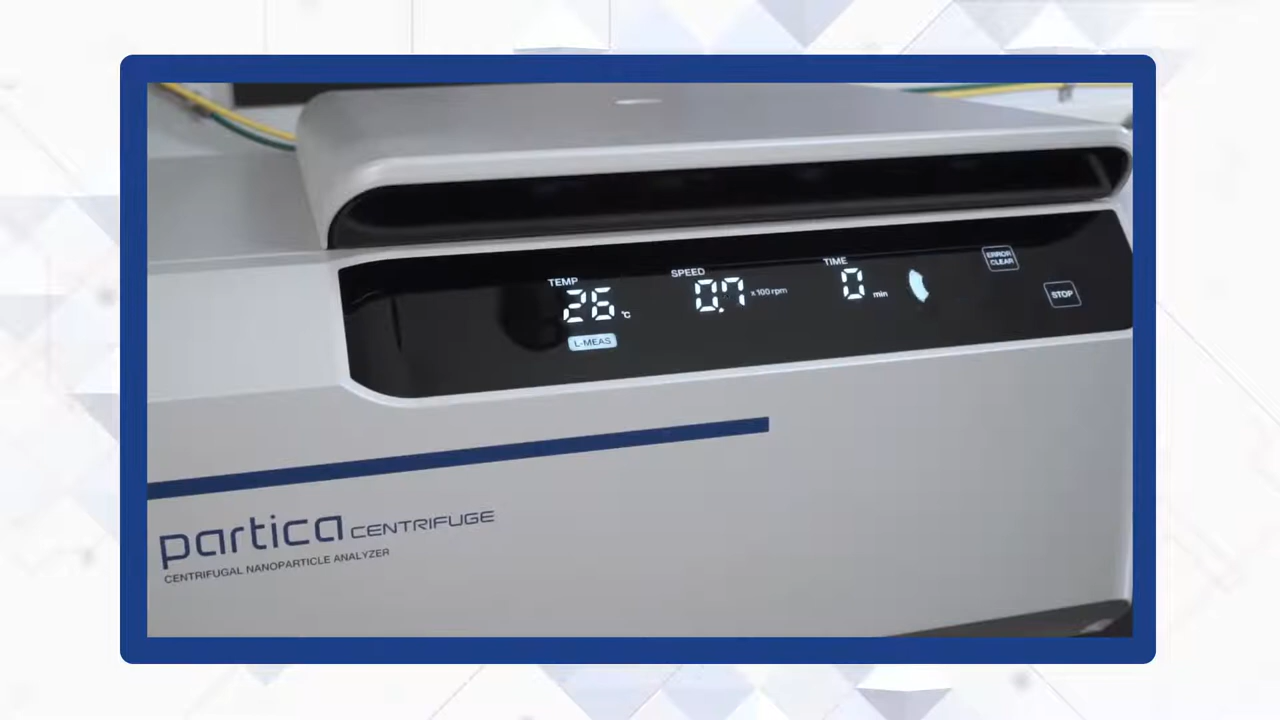 TEMP
26 °C
L-MEAS
SPEED
0.7 x 100 rpm
TIME
0 min
ERROR
CLEAR
STOP
partica CENTRIFUGE
CENTRIFUGAL NANOPARTICLE ANALYZER